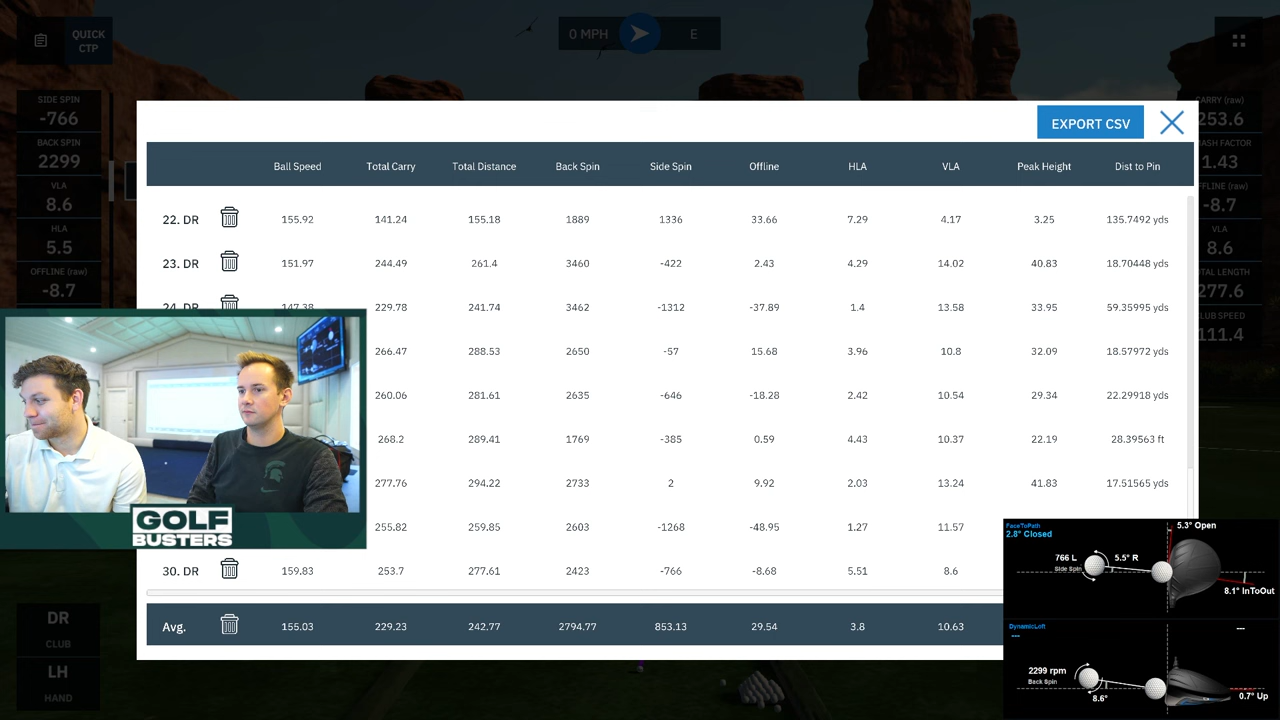 QUICK
CTP
0 MPH
E
SIDE SPIN
-766
BACK SPIN
2299
VLA
8.6
HLA
5.5
OFFLINE (raw)
-8.7
CARRY (raw)
253.6
1.43
-8.7
VLA
8.6
277.6
111.4
EXPORT CSV
Ball Speed Total Carry Total Distance Back Spin Side Spin Offline HLA VLA Peak Height Dist to Pin
22. DR 155.92 141.24 155.18 1889 1336 33.66 7.29 4.17 3.25 135.7492 yds
23. DR 151.97 244.49 261.4 3460 -422 2.43 4.29 14.02 40.83 18.70448 yds
24. DR 147.38 229.78 241.74 3462 -1312 -37.89 1.4 13.58 33.95 59.35995 yds
266.47 288.53 2650 -57 15.68 3.96 10.8 32.09 18.57972 yds
260.06 281.61 2635 -646 -18.28 2.42 10.54 29.34 22.29918 yds
268.2 289.41 1769 -385 0.59 4.43 10.37 22.19 28.39563 ft
277.76 294.22 2733 2 9.92 2.03 13.24 41.83 17.51565 yds
255.82 259.85 2603 -1268 -48.95 1.27 11.57
30. DR 159.83 253.7 277.61 2423 -766 -8.68 5.51 8.6
Avg. 155.03 229.23 242.77 2794.77 853.13 29.54 3.8 10.63
GOLF
BUSTERS
DR
CLUB
LH
HAND
FaceToPath
2.8° Closed
5.3° Open
766 L
Side Spin
5.5° R
8.1° InToOut
DynamicLoft
---
---
2299 rpm
Back Spin
8.6°
0.7° Up